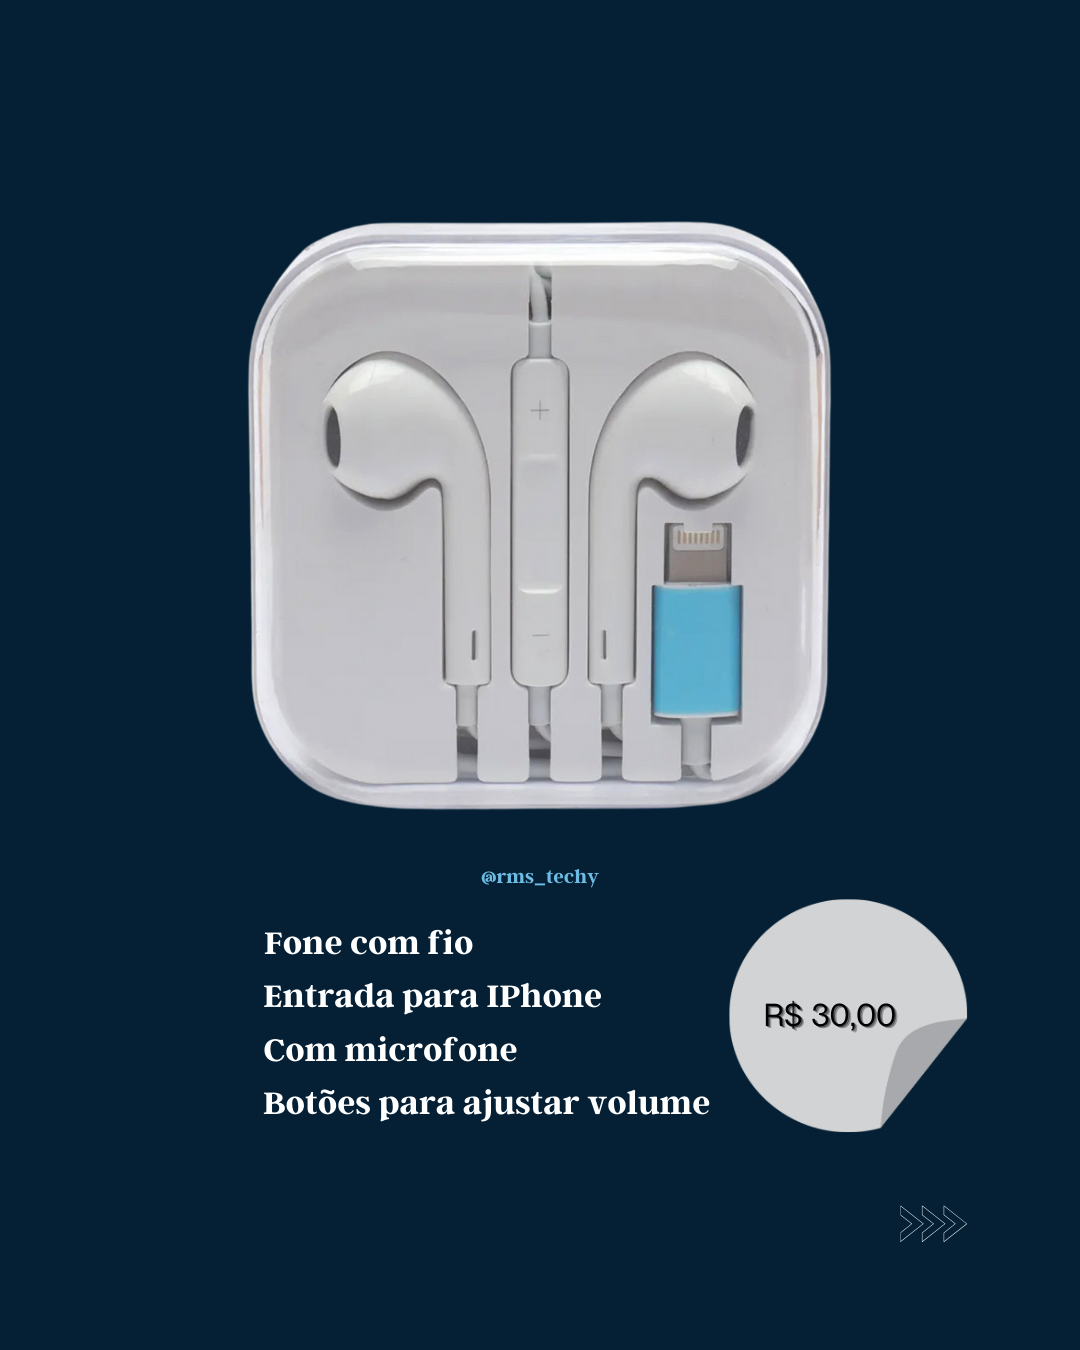 @rms_techy
Fone com fio
Entrada para IPhone
Com microfone
Botões para ajustar volume
R$ 30,00